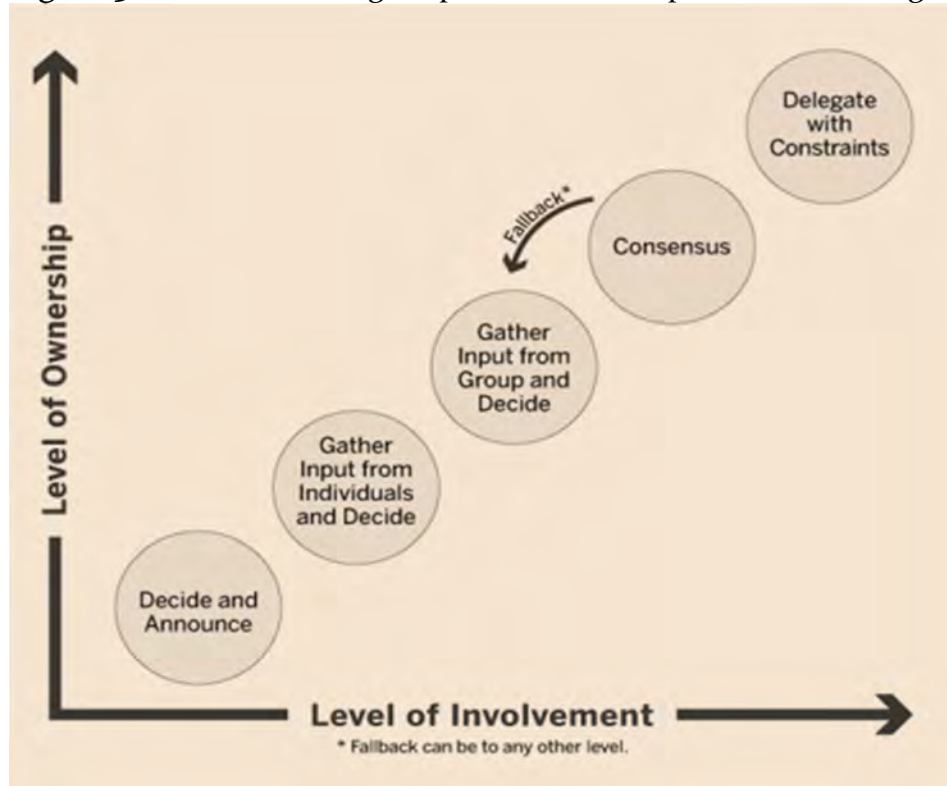 Delegate
with
Constraints
Fallback*
Consensus
Gather
Input from
Group and
Decide
Gather
Input from
Individuals
and Decide
Decide and
Announce
Level of Ownership
Level of Involvement
* Fallback can be to any other level.